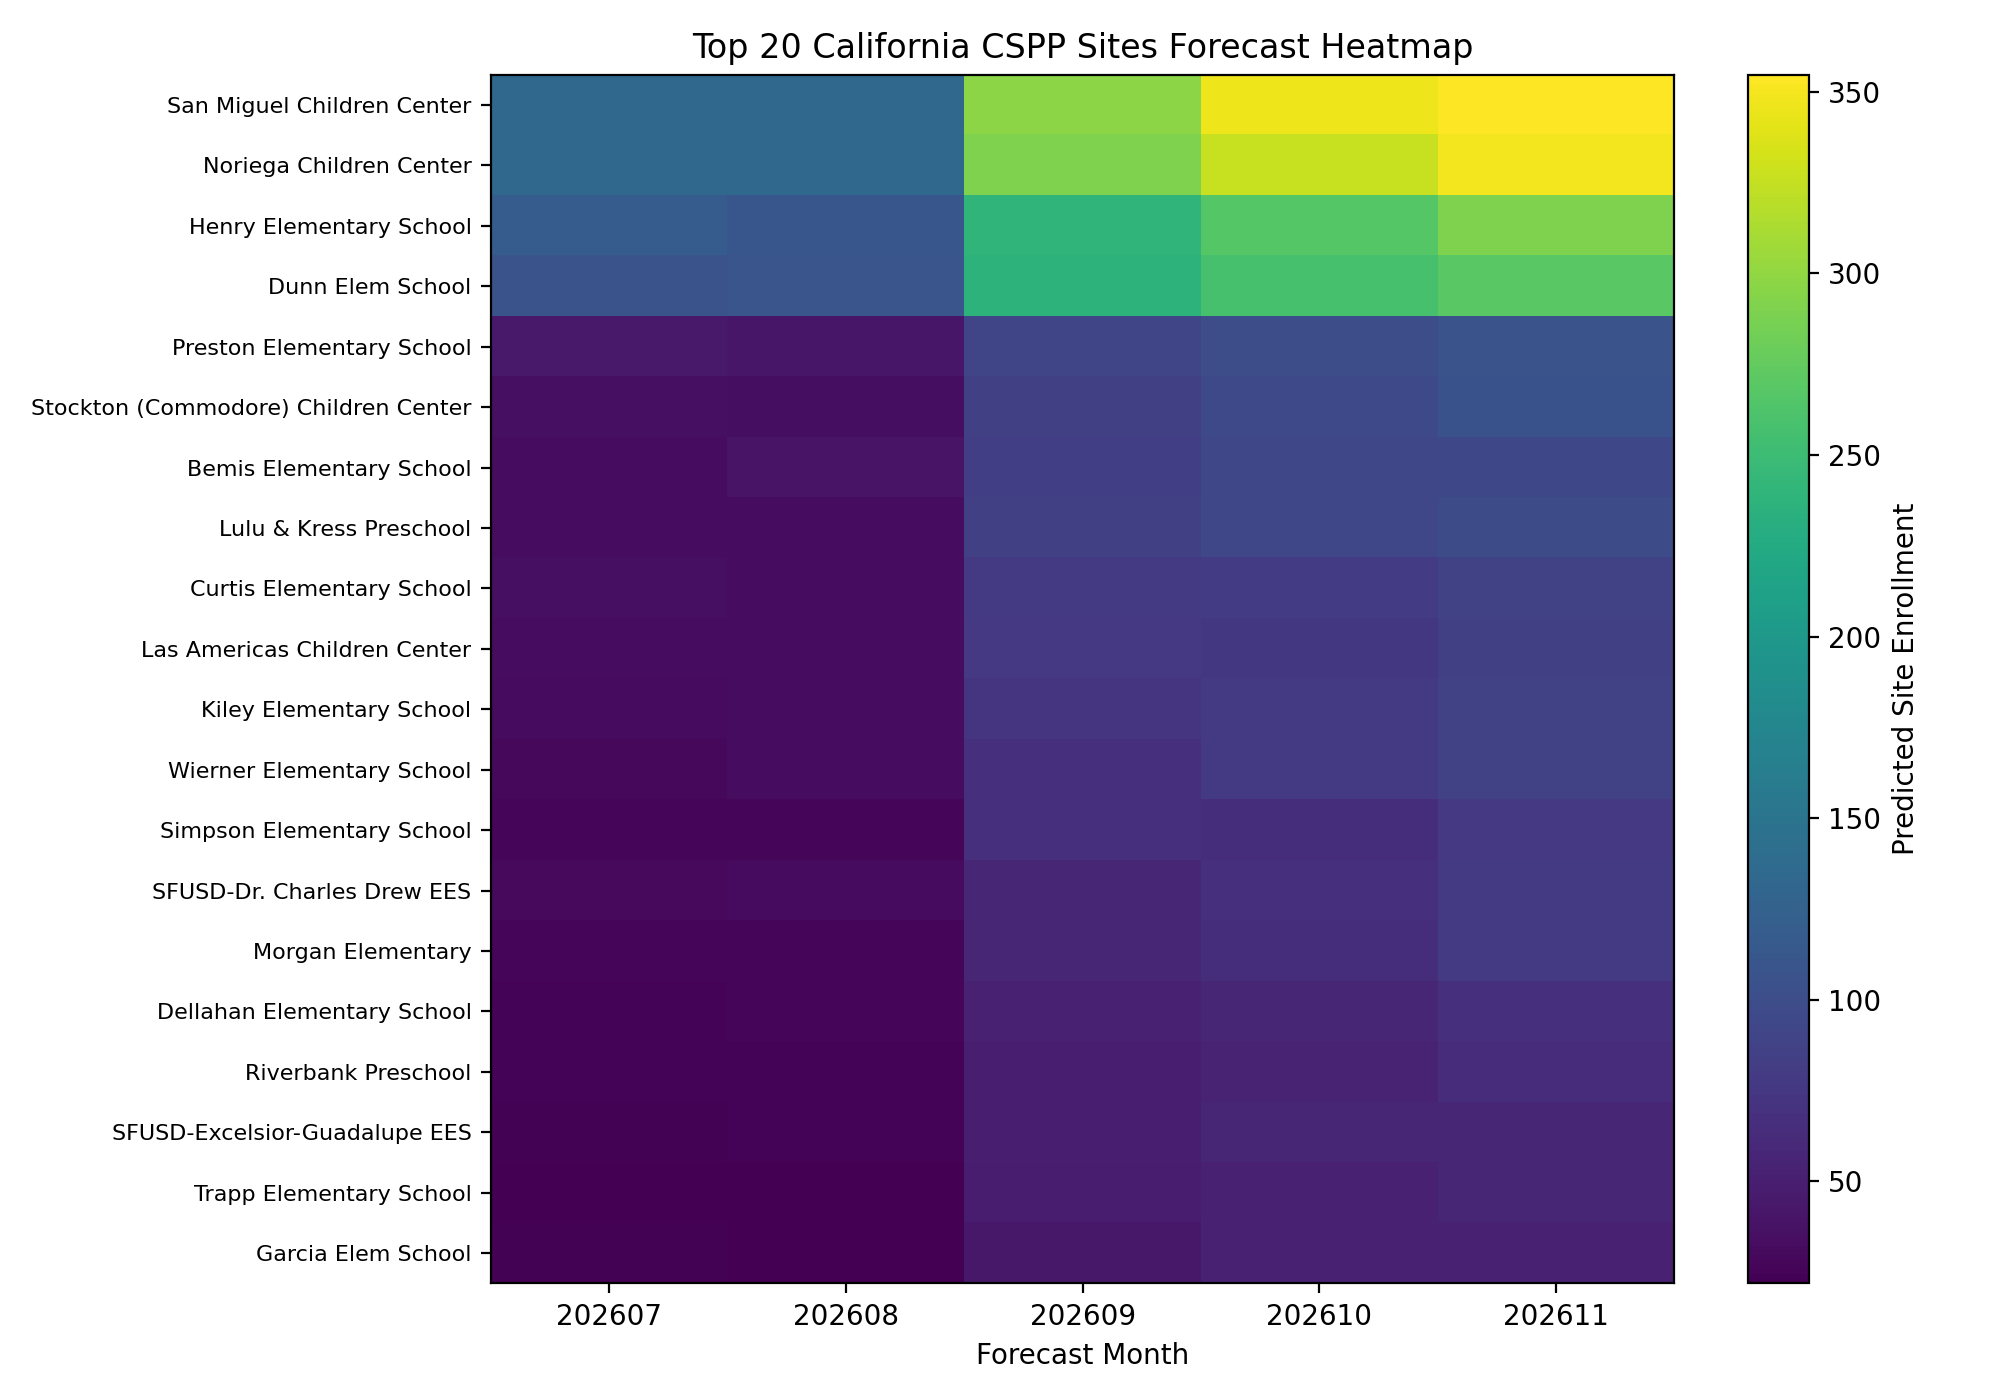 Top 20 California CSPP Sites Forecast Heatmap
San Miguel Children Center
Noriega Children Center
Henry Elementary School
Dunn Elem School
Preston Elementary School
Stockton (Commodore) Children Center
Bemis Elementary School
Lulu & Kress Preschool
Curtis Elementary School
Las Americas Children Center
Kiley Elementary School
Wierner Elementary School
Simpson Elementary School
SFUSD-Dr. Charles Drew EES
Morgan Elementary
Dellahan Elementary School
Riverbank Preschool
SFUSD-Excelsior-Guadalupe EES
Trapp Elementary School
Garcia Elem School
202607 202608 202609 202610 202611
Forecast Month
350
300
250
200
150
100
50
Predicted Site Enrollment